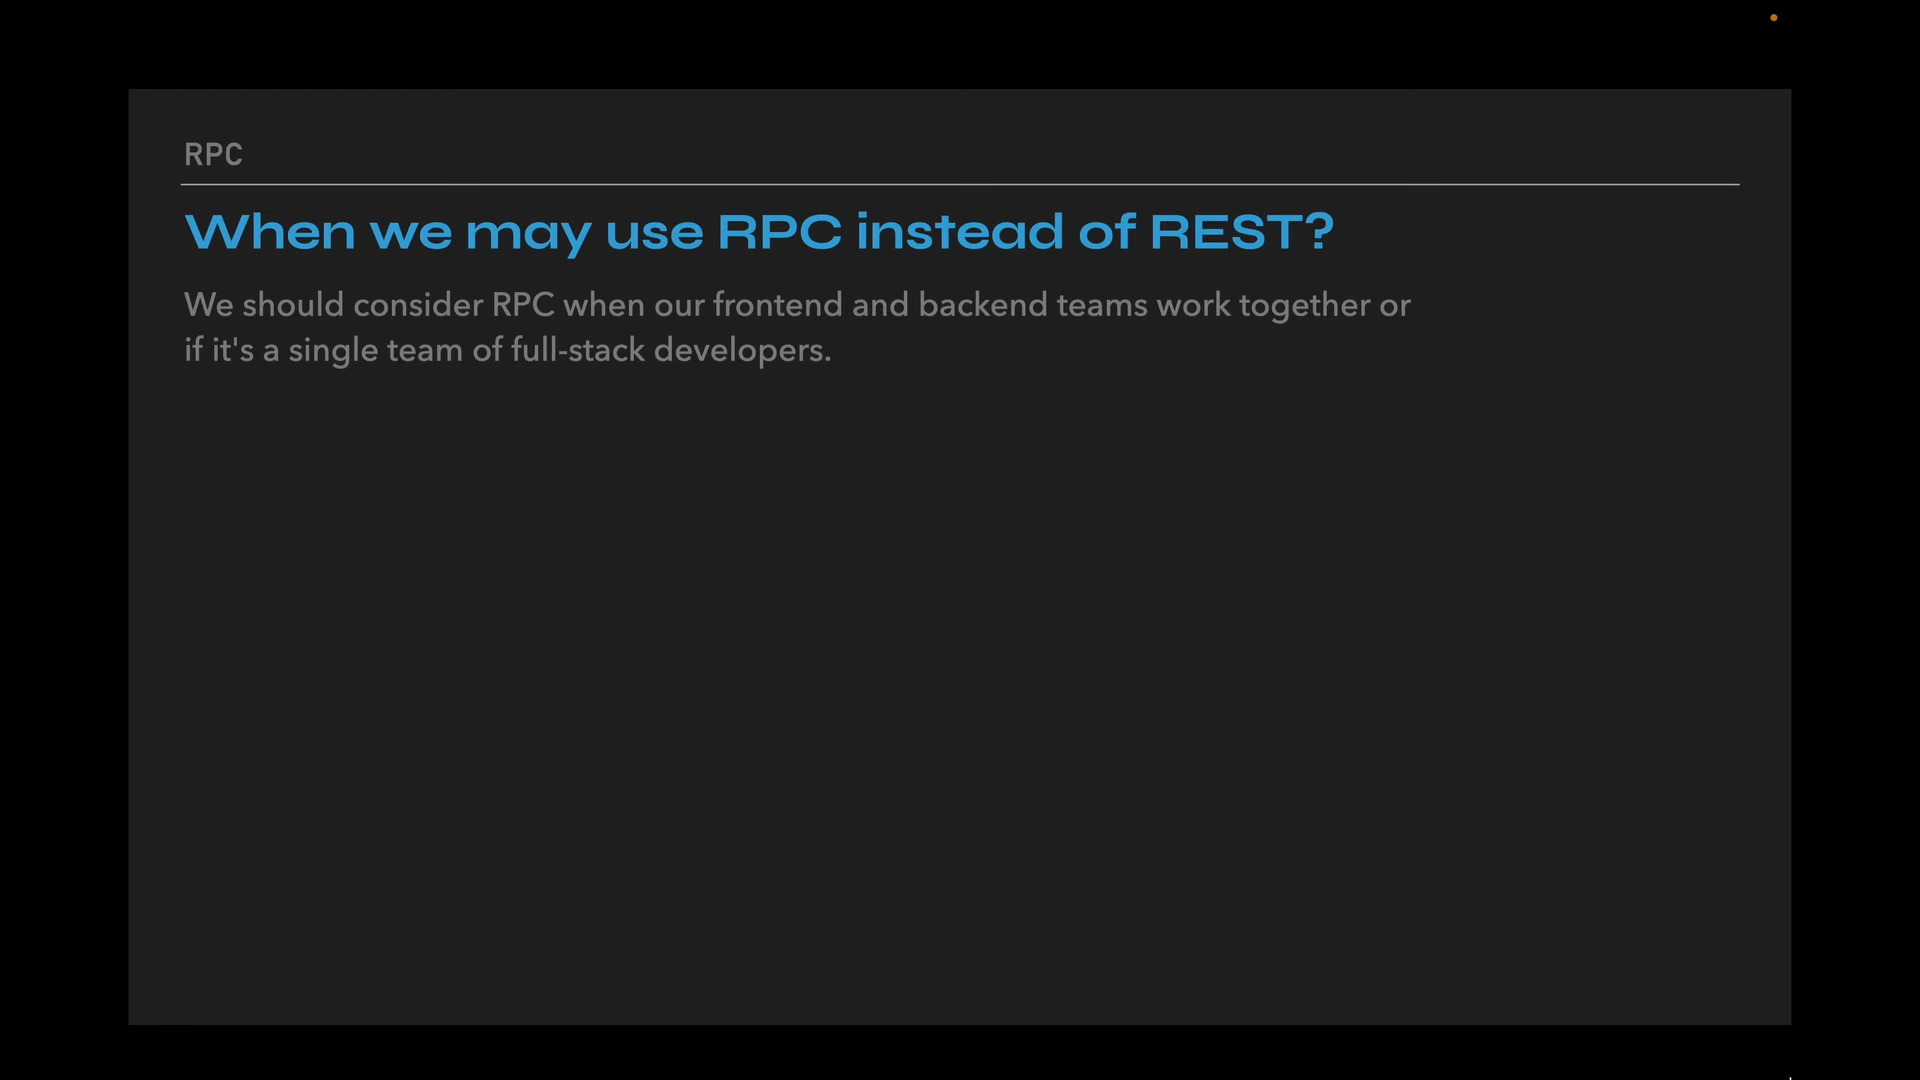 RPC
When we may use RPC instead of REST?
We should consider RPC when our frontend and backend teams work together or
if it's a single team of full-stack developers.